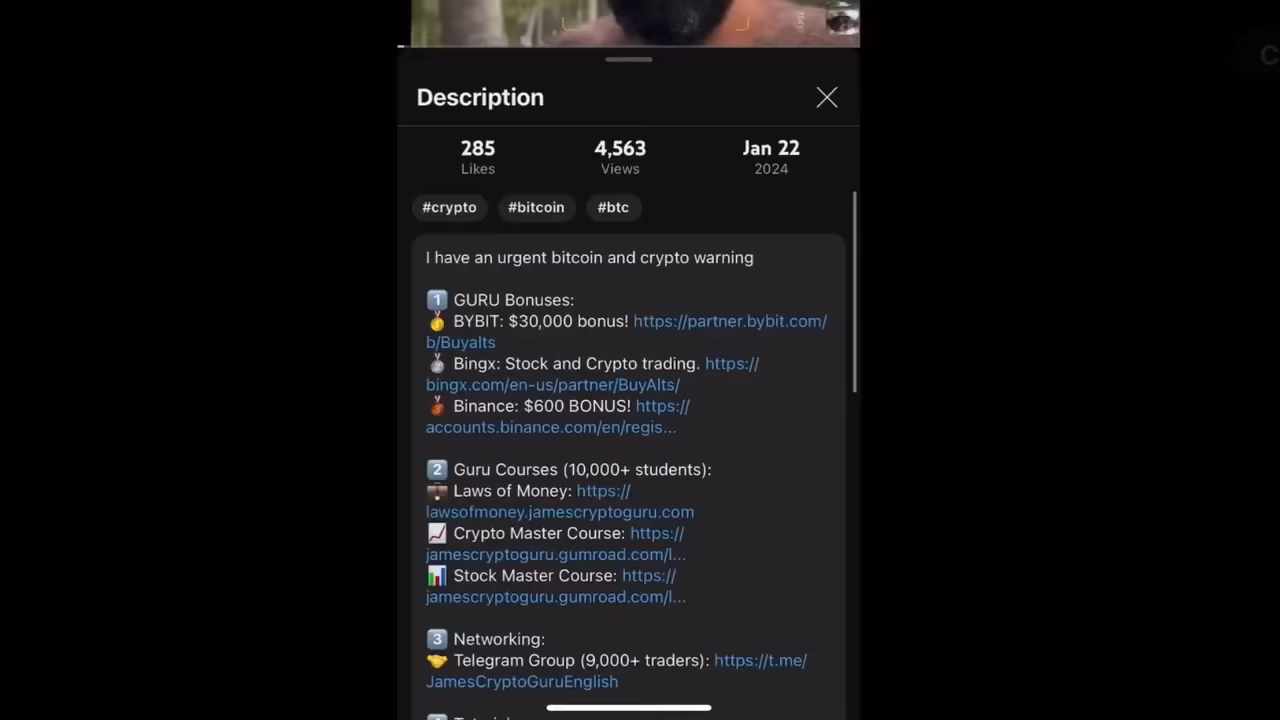 Description
285 4,563 Jan 22
Likes Views 2024
#crypto #bitcoin #btc
I have an urgent bitcoin and crypto warning
1️⃣ GURU Bonuses:
🥇 BYBIT: $30,000 bonus! https://partner.bybit.com/
b/Buyalts
🥈 Bingx: Stock and Crypto trading. https://
bingx.com/en-us/partner/BuyAlts/
🥉 Binance: $600 BONUS! https://
accounts.binance.com/en/regis...
2️⃣ Guru Courses (10,000+ students):
💼 Laws of Money: https://
lawsofmoney.jamescryptoguru.com
📈 Crypto Master Course: https://
jamescryptoguru.gumroad.com/l...
📊 Stock Master Course: https://
jamescryptoguru.gumroad.com/l...
3️⃣ Networking:
🤝 Telegram Group (9,000+ traders): https://t.me/
JamesCryptoGuruEnglish